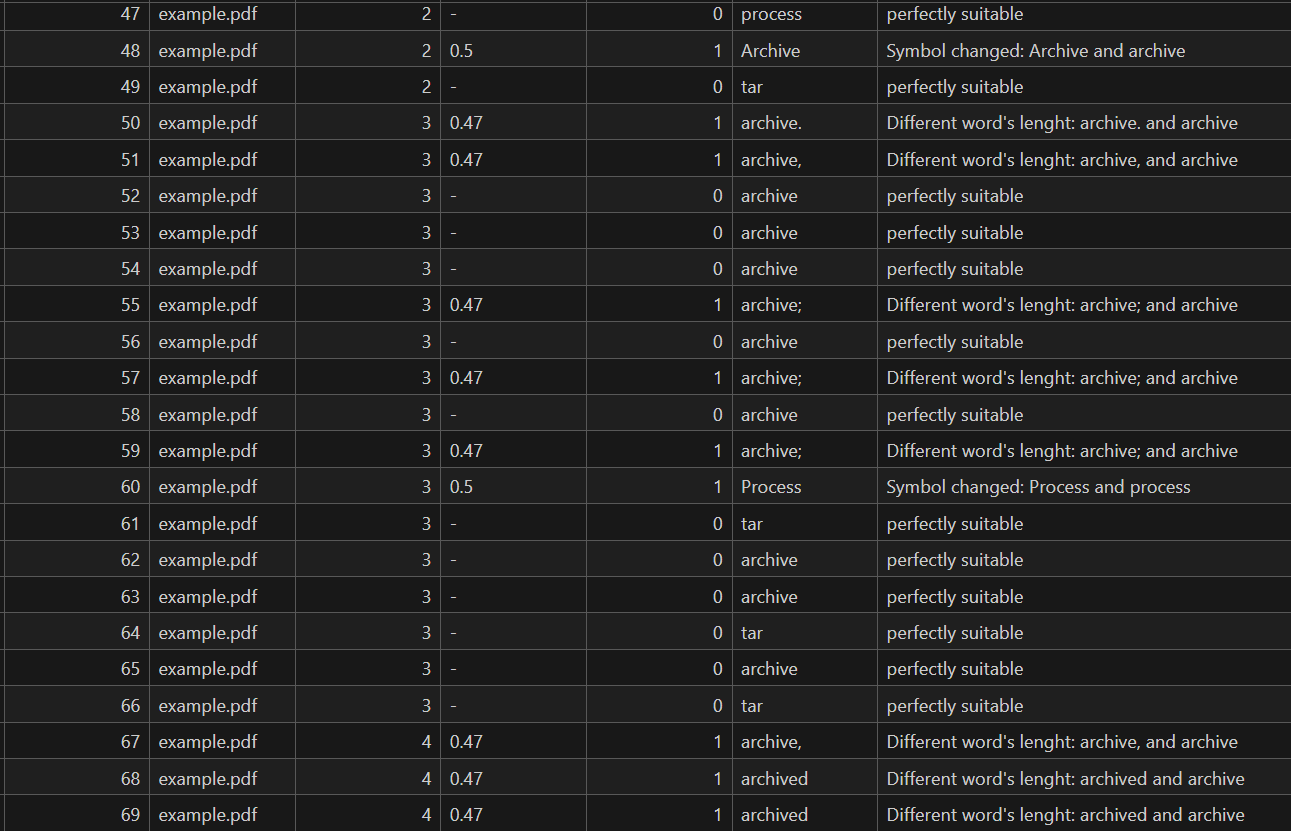 47 example.pdf 2 - 0 process perfectly suitable
48 example.pdf 2 0.5 1 Archive Symbol changed: Archive and archive
49 example.pdf 2 - 0 tar perfectly suitable
50 example.pdf 3 0.47 1 archive. Different word's lenght: archive. and archive
51 example.pdf 3 0.47 1 archive, Different word's lenght: archive, and archive
52 example.pdf 3 - 0 archive perfectly suitable
53 example.pdf 3 - 0 archive perfectly suitable
54 example.pdf 3 - 0 archive perfectly suitable
55 example.pdf 3 0.47 1 archive; Different word's lenght: archive; and archive
56 example.pdf 3 - 0 archive perfectly suitable
57 example.pdf 3 0.47 1 archive; Different word's lenght: archive; and archive
58 example.pdf 3 - 0 archive perfectly suitable
59 example.pdf 3 0.47 1 archive; Different word's lenght: archive; and archive
60 example.pdf 3 0.5 1 Process Symbol changed: Process and process
61 example.pdf 3 - 0 tar perfectly suitable
62 example.pdf 3 - 0 archive perfectly suitable
63 example.pdf 3 - 0 archive perfectly suitable
64 example.pdf 3 - 0 tar perfectly suitable
65 example.pdf 3 - 0 archive perfectly suitable
66 example.pdf 3 - 0 tar perfectly suitable
67 example.pdf 4 0.47 1 archive, Different word's lenght: archive, and archive
68 example.pdf 4 0.47 1 archived Different word's lenght: archived and archive
69 example.pdf 4 0.47 1 archived Different word's lenght: archived and archive